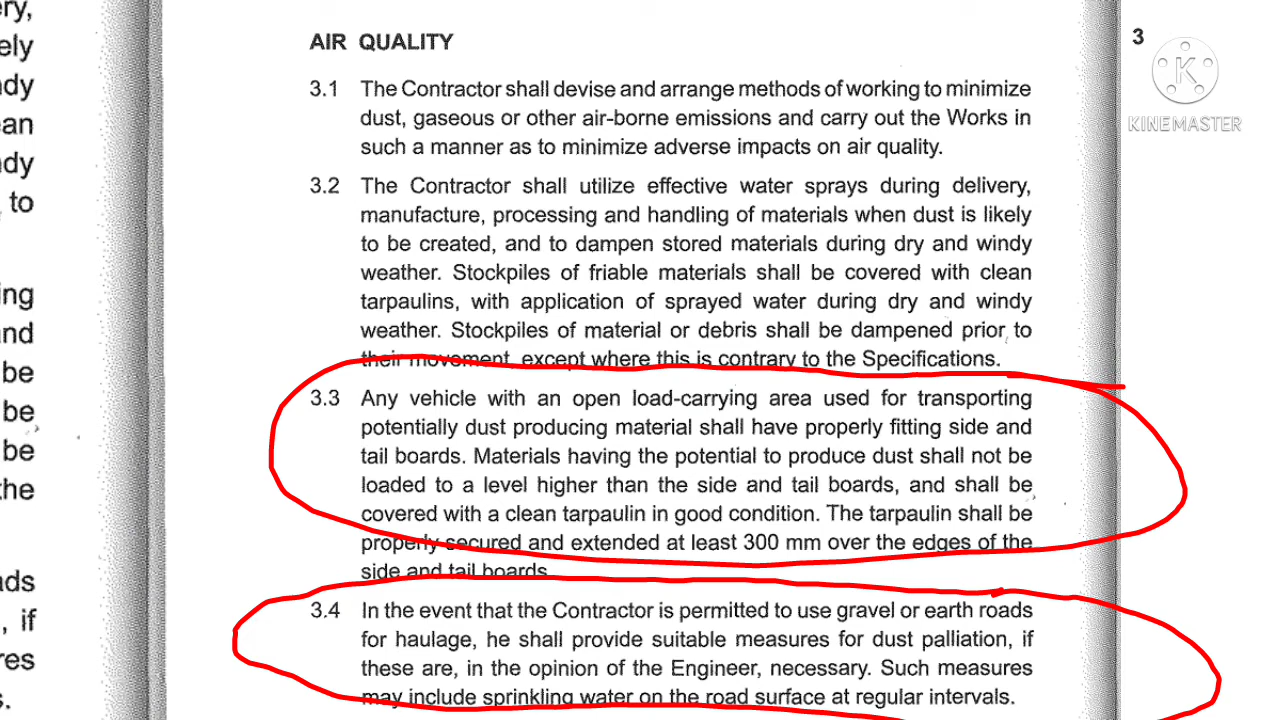 ry,
ely
ady
an
ady
to
ing
and
be
be
be
the
ads
, if
res
s.
AIR QUALITY
3.1 The Contractor shall devise and arrange methods of working to minimize
dust, gaseous or other air-borne emissions and carry out the Works in
such a manner as to minimize adverse impacts on air quality.
3.2 The Contractor shall utilize effective water sprays during delivery,
manufacture, processing and handling of materials when dust is likely
to be created, and to dampen stored materials during dry and windy
weather. Stockpiles of friable materials shall be covered with clean
tarpaulins, with application of sprayed water during dry and windy
weather. Stockpiles of material or debris shall be dampened prior to
their movement, except where this is contrary to the Specifications.
3.3 Any vehicle with an open load-carrying area used for transporting
potentially dust producing material shall have properly fitting side and
tail boards. Materials having the potential to produce dust shall not be
loaded to a level higher than the side and tail boards, and shall be
covered with a clean tarpaulin in good condition. The tarpaulin shall be
properly secured and extended at least 300 mm over the edges of the
side and tail boards.
3.4 In the event that the Contractor is permitted to use gravel or earth roads
for haulage, he shall provide suitable measures for dust palliation, if
these are, in the opinion of the Engineer, necessary. Such measures
may include sprinkling water on the road surface at regular intervals.
3
K
KINEMASTER